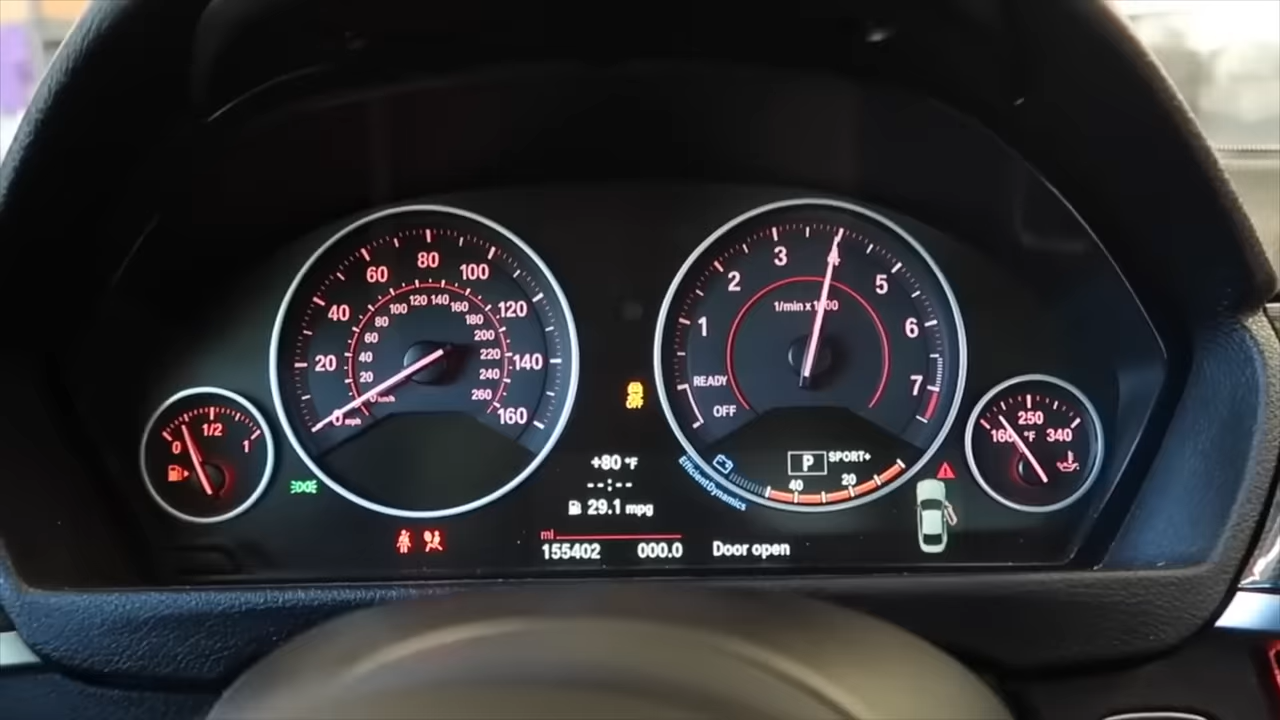 0 1/2 1
0 20 40 60 80 100 120 140 160
mph
0 20 40 60 80 100 120 140 160 180 200 220 240 260
km/h
+80 °F
--:--
29.1 mpg
mi
155402 000.0
OFF READY 1 2 3 4 5 6 7
1/min x 1000
P SPORT+
40 20
EfficientDynamics
Door open
160 250 340
°F